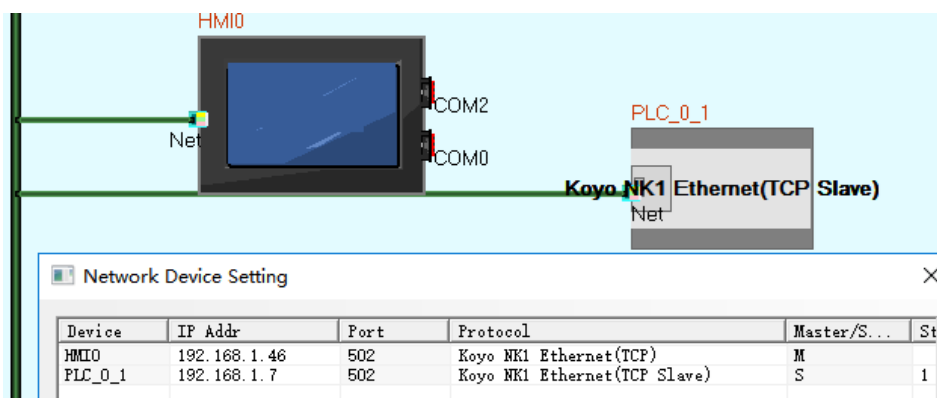 HMI0
COM2
PLC_0_1
Net
COM0
Koyo NK1 Ethernet(TCP Slave)
Net
Network Device Setting
Device IP Addr Port Protocol Master/S... St
HMI0 192.168.1.46 502 Koyo NK1 Ethernet(TCP) M
PLC_0_1 192.168.1.7 502 Koyo NK1 Ethernet(TCP Slave) S 1